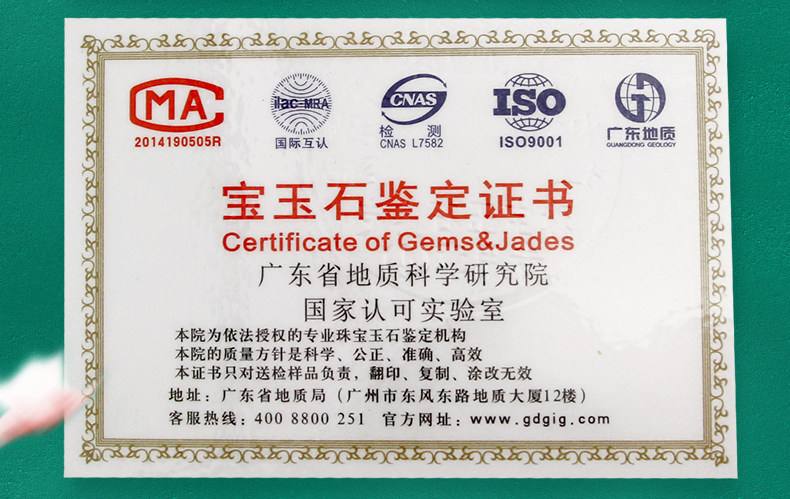 CMA
ilac-MRA
CNAS
ISO
2014190505R
国际互认
检 测
CNAS L7582
ISO9001
广东地质
GUANGDONG GEOLOGY
宝玉石鉴定证书
Certificate of Gems&Jades
广东省地质科学研究院
国家认可实验室
本院为依法授权的专业珠宝玉石鉴定机构
本院的质量方针是科学、公正、准确、高效
本证书只对送检样品负责，翻印、复制、涂改无效
地址：广东省地质局（广州市东风东路地质大厦12楼）
客服热线：400 8800 251 官方网址：www.gdgig.com